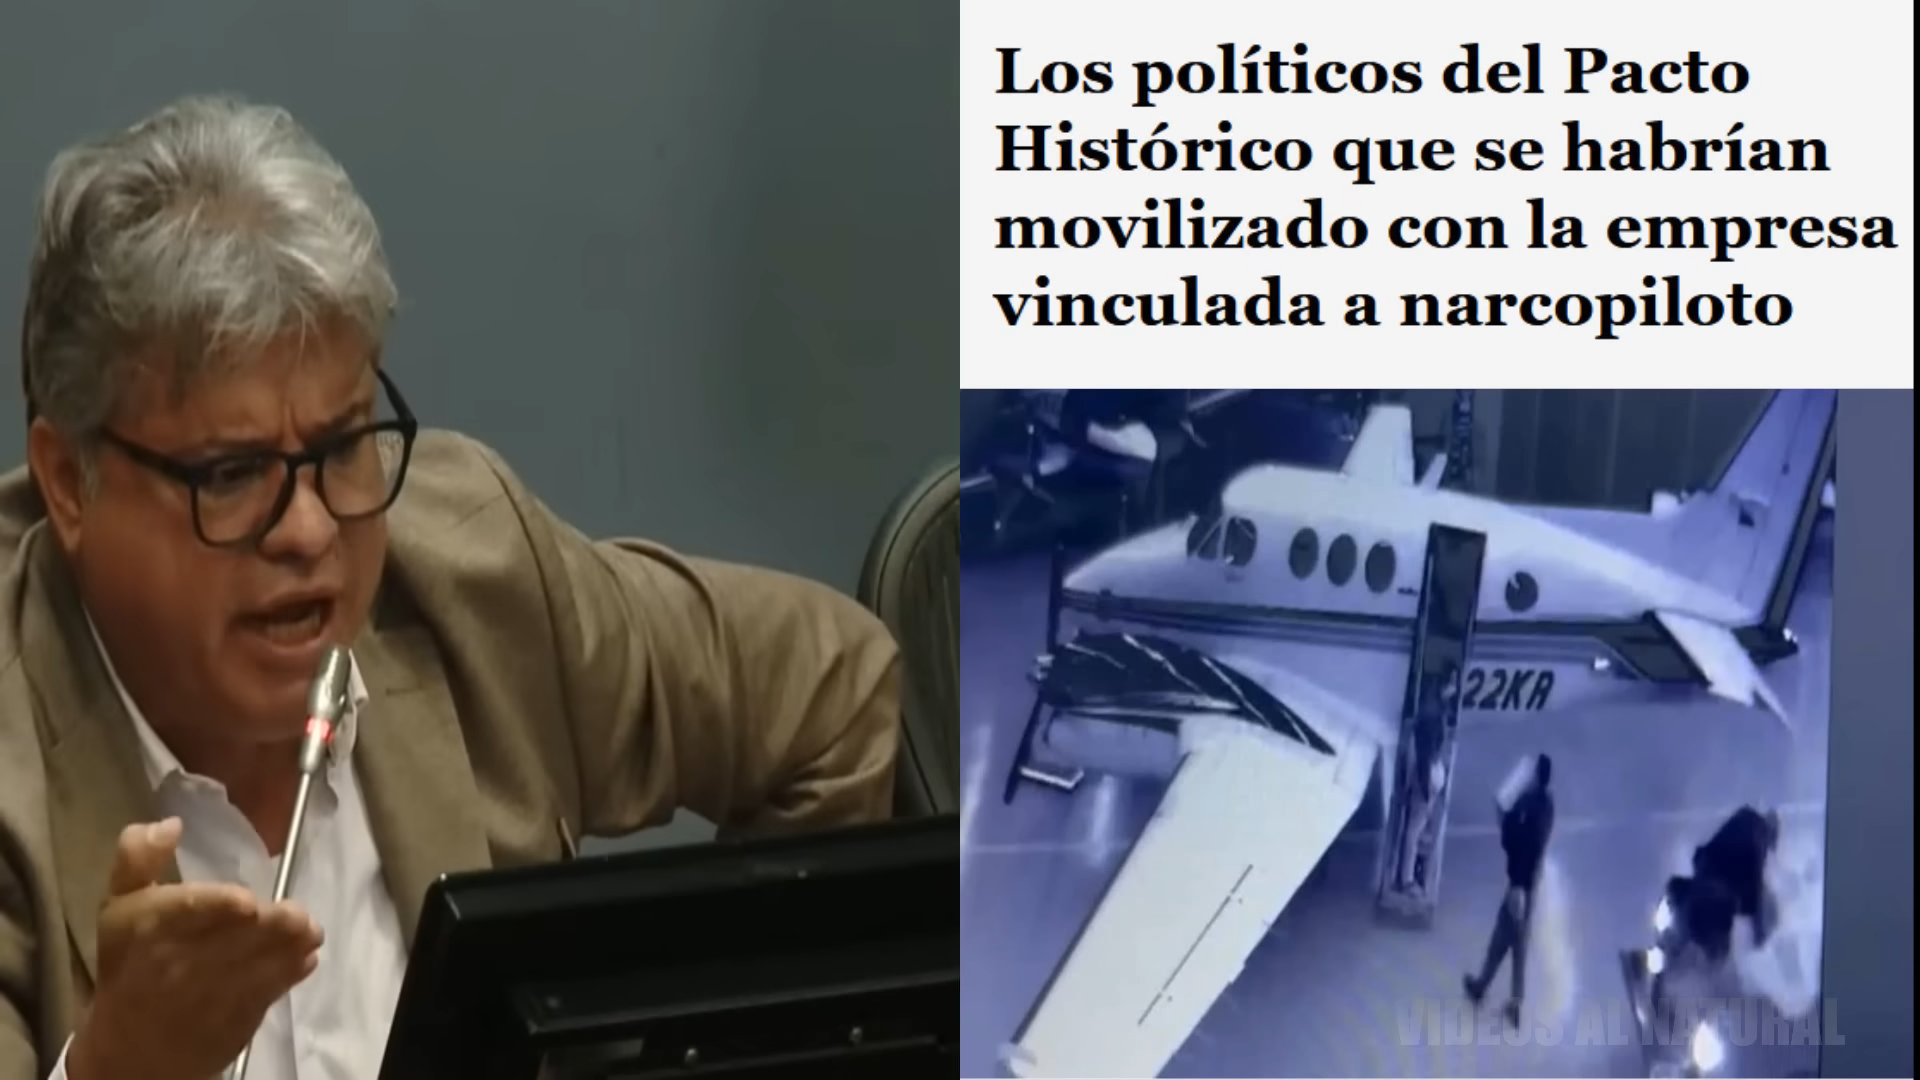 Los políticos del Pacto
Histórico que se habrían
movilizado con la empresa
vinculada a narcopiloto
22KA
VIDEOS AL NATURAL